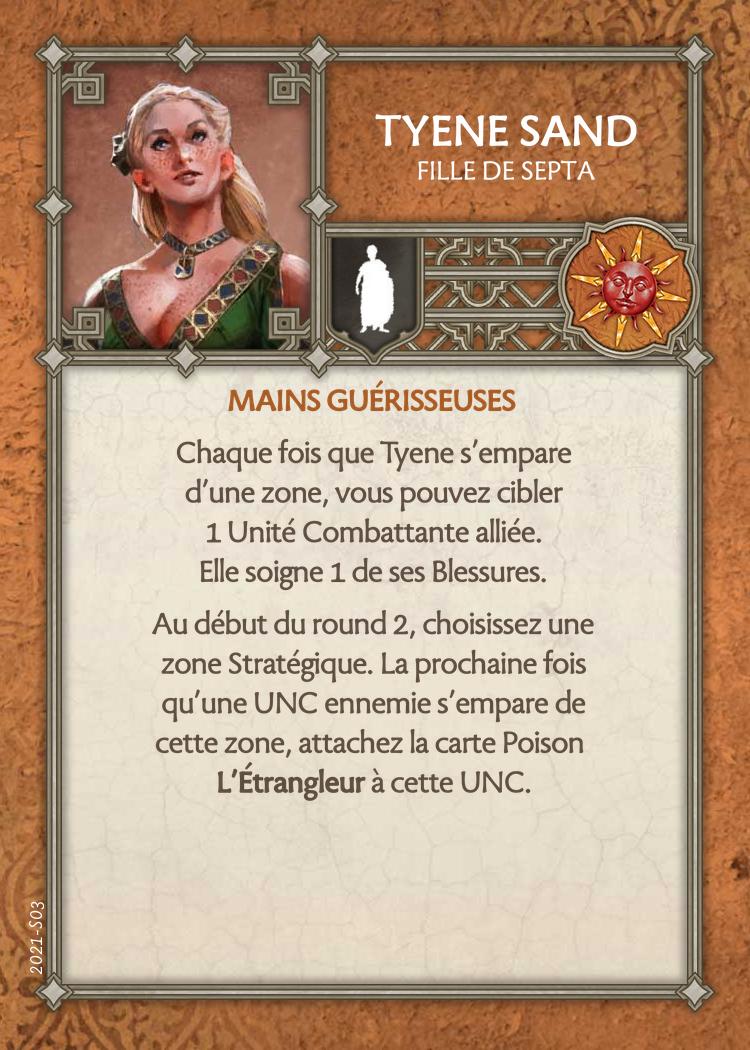 TYENE SAND
FILLE DE SEPTA
MAINS GUÉRISSEUSES
Chaque fois que Tyene s’empare
d’une zone, vous pouvez cibler
1 Unité Combattante alliée.
Elle soigne 1 de ses Blessures.
Au début du round 2, choisissez une
zone Stratégique. La prochaine fois
qu’une UNC ennemie s’empare de
cette zone, attachez la carte Poison
L’Étrangleur à cette UNC.
2021-S03